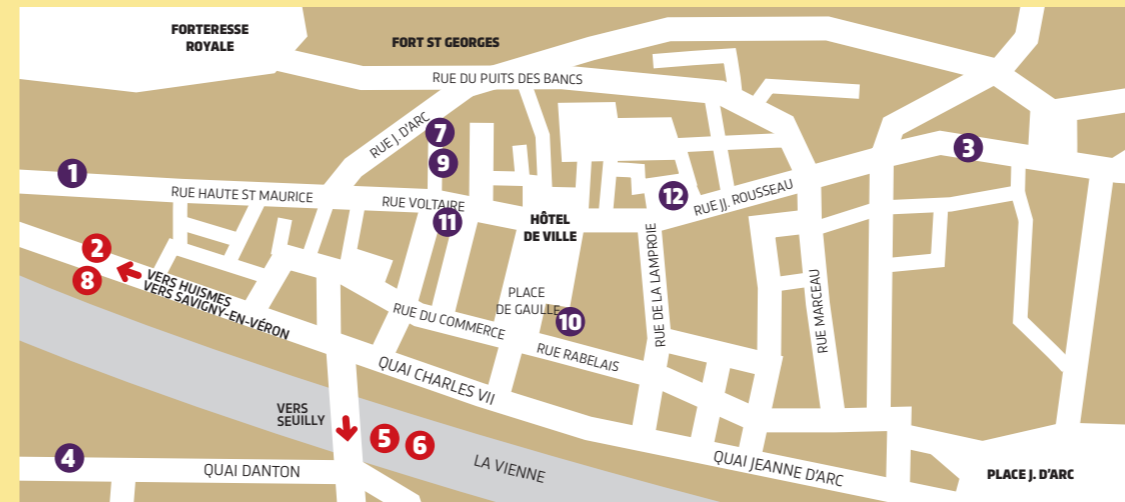 FORTERESSE
ROYALE
FORT ST GEORGES
RUE DU PUITS DES BANCS
RUE J. D'ARC
7
3
9
1
RUE HAUTE ST MAURICE
RUE VOLTAIRE
12
RUE JJ. ROUSSEAU
11
HÔTEL
DE VILLE
2
8
VERS HUISMES
VERS SAVIGNY-EN-VÉRON
PLACE
DE GAULLE
10
RUE DE LA LAMPROIE
RUE MARCEAU
RUE DU COMMERCE
RUE RABELAIS
QUAI CHARLES VII
VERS
SEUILLY
5
6
4
QUAI DANTON
LA VIENNE
QUAI JEANNE D'ARC
PLACE J. D'ARC